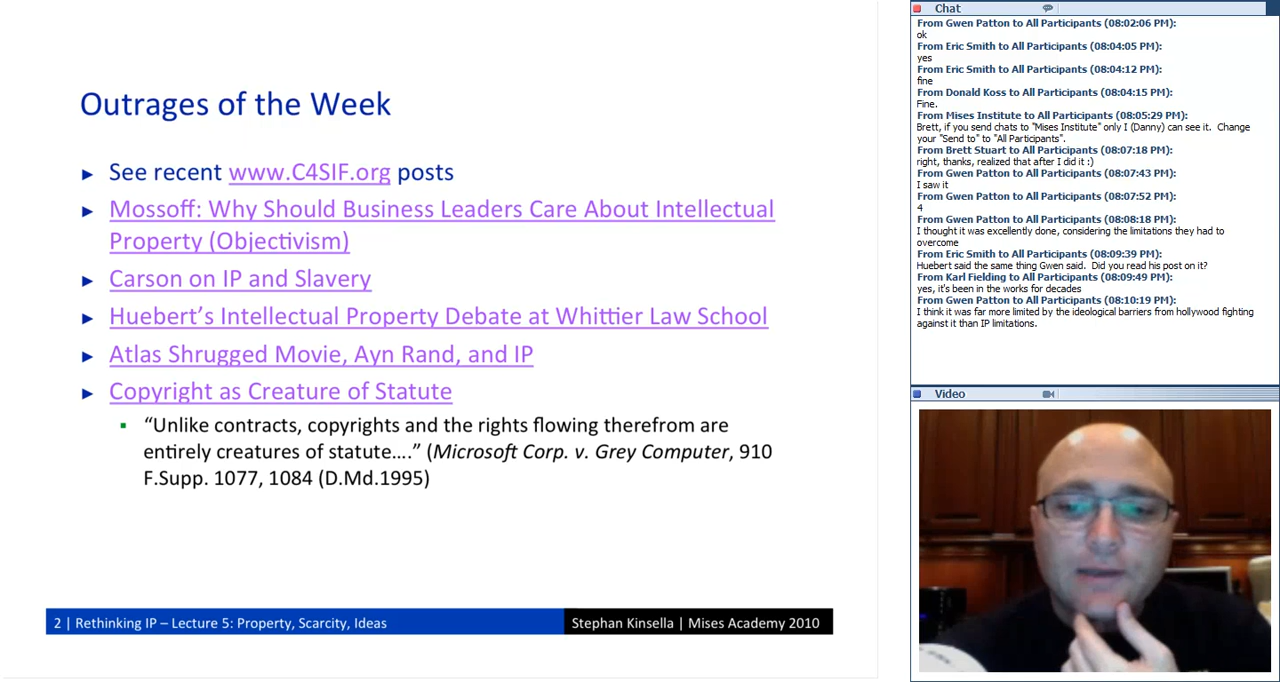 Outrages of the Week
► See recent www.C4SIF.org posts
► Mossoff: Why Should Business Leaders Care About Intellectual
Property (Objectivism)
► Carson on IP and Slavery
► Huebert’s Intellectual Property Debate at Whittier Law School
► Atlas Shrugged Movie, Ayn Rand, and IP
► Copyright as Creature of Statute
▪ “Unlike contracts, copyrights and the rights flowing therefrom are
entirely creatures of statute….” (Microsoft Corp. v. Grey Computer, 910
F.Supp. 1077, 1084 (D.Md.1995)
2 | Rethinking IP – Lecture 5: Property, Scarcity, Ideas
Stephan Kinsella | Mises Academy 2010
Chat
From Gwen Patton to All Participants (08:02:06 PM):
ok
From Eric Smith to All Participants (08:04:05 PM):
yes
From Eric Smith to All Participants (08:04:12 PM):
fine
From Donald Koss to All Participants (08:04:15 PM):
Fine.
From Mises Institute to All Participants (08:05:29 PM):
Brett, if you send chats to "Mises Institute" only I (Danny) can see it. Change
your "Send to" to "All Participants".
From Brett Stuart to All Participants (08:07:18 PM):
right, thanks, realized that after I did it :)
From Gwen Patton to All Participants (08:07:43 PM):
I saw it
From Gwen Patton to All Participants (08:07:52 PM):
4
From Gwen Patton to All Participants (08:08:18 PM):
I thought it was excellently done, considering the limitations they had to
overcome
From Eric Smith to All Participants (08:09:39 PM):
Huebert said the same thing Gwen said. Did you read his post on it?
From Karl Fielding to All Participants (08:09:49 PM):
yes, it's been in the works for decades
From Gwen Patton to All Participants (08:10:19 PM):
I think it was far more limited by the ideological barriers from hollywood fighting
against it than IP limitations.
Video